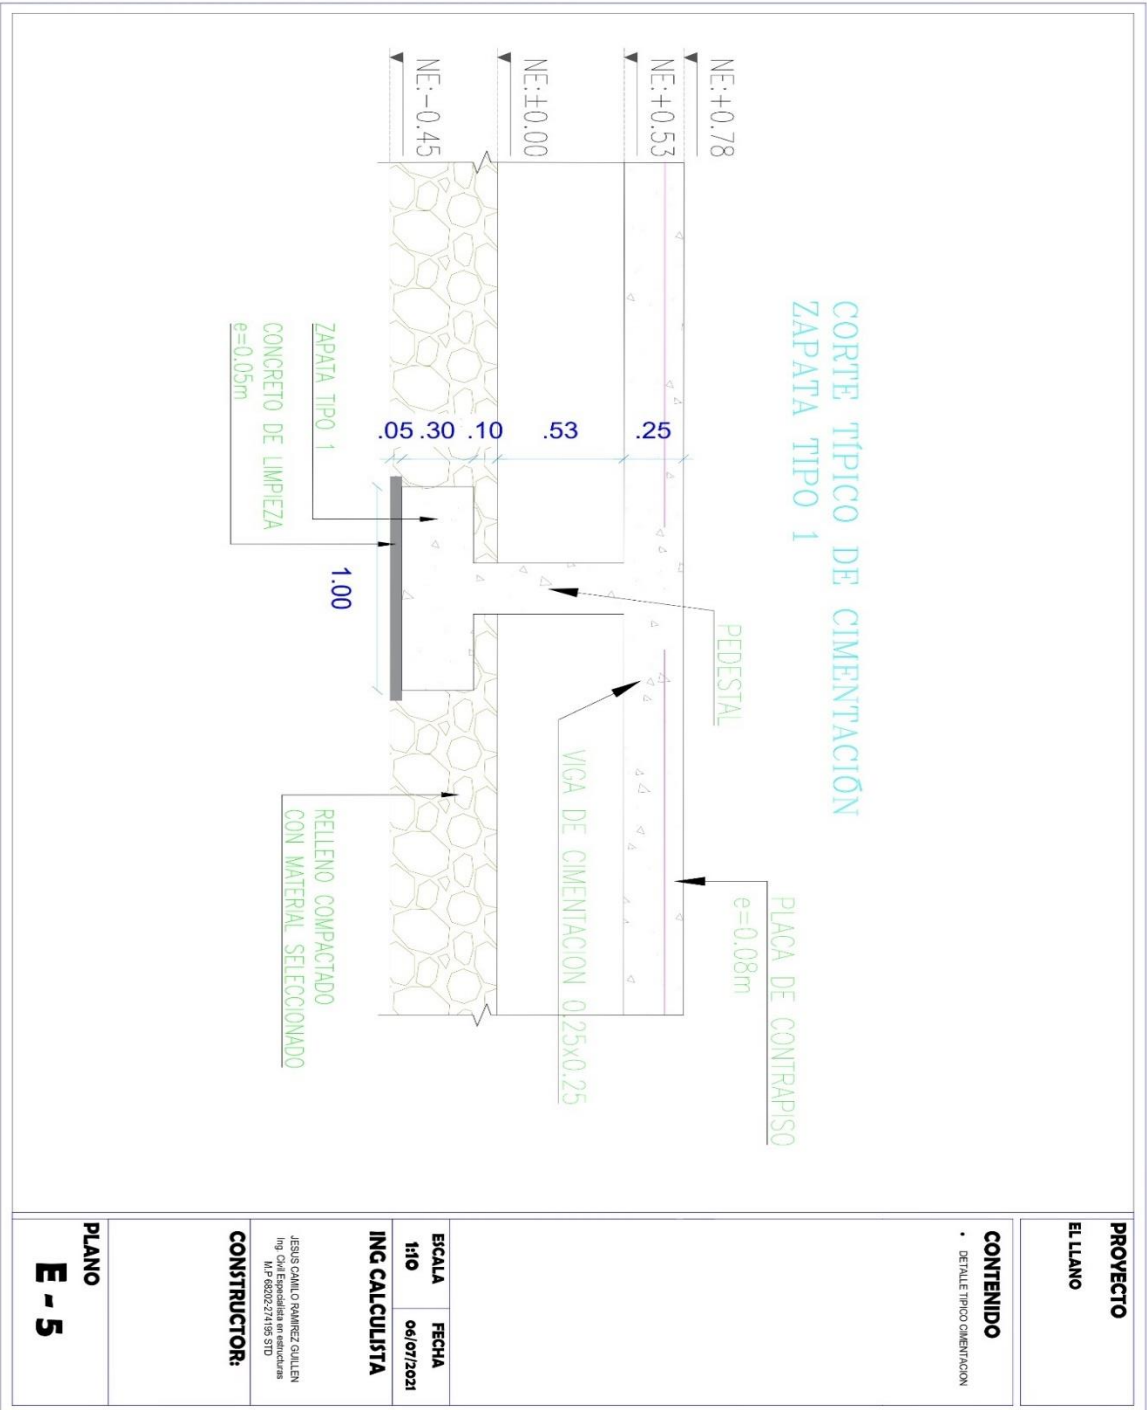 CORTE TÍPICO DE CIMENTACIÓN
ZAPATA TIPO 1
NE:+0.78
NE:+0.53
NE:±0.00
NE:-0.45
.25
.53
.10
.30
.05
1.00
PLACA DE CONTRAPISO
e=0.08m
PEDESTAL
VIGA DE CIMENTACION 0.25x0.25
ZAPATA TIPO 1
CONCRETO DE LIMPIEZA
e=0.05m
RELLENO COMPACTADO
CON MATERIAL SELECCIONADO
PROYECTO
EL LLANO
CONTENIDO
• DETALLE TIPICO CIMENTACION
ESCALA
1:10
FECHA
06/07/2021
ING CALCULISTA
JESUS CAMILO RAMIREZ GUILLEN
Ing. Civil Especialista en estructuras
M.P 68202-274195 STD
CONSTRUCTOR:
PLANO
E - 5